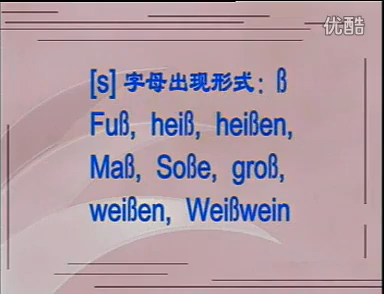 优酷
[s] 字母出现形式: ß
Fuß, heiß, heißen,
Maß, Soße, groß,
weißen, Weißwein